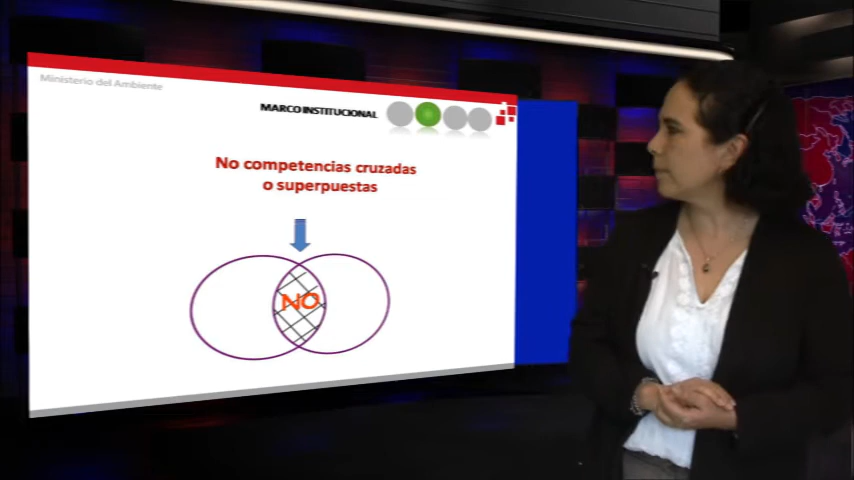 Ministerio del Ambiente
MARCO INSTITUCIONAL
No competencias cruzadas
o superpuestas
NO